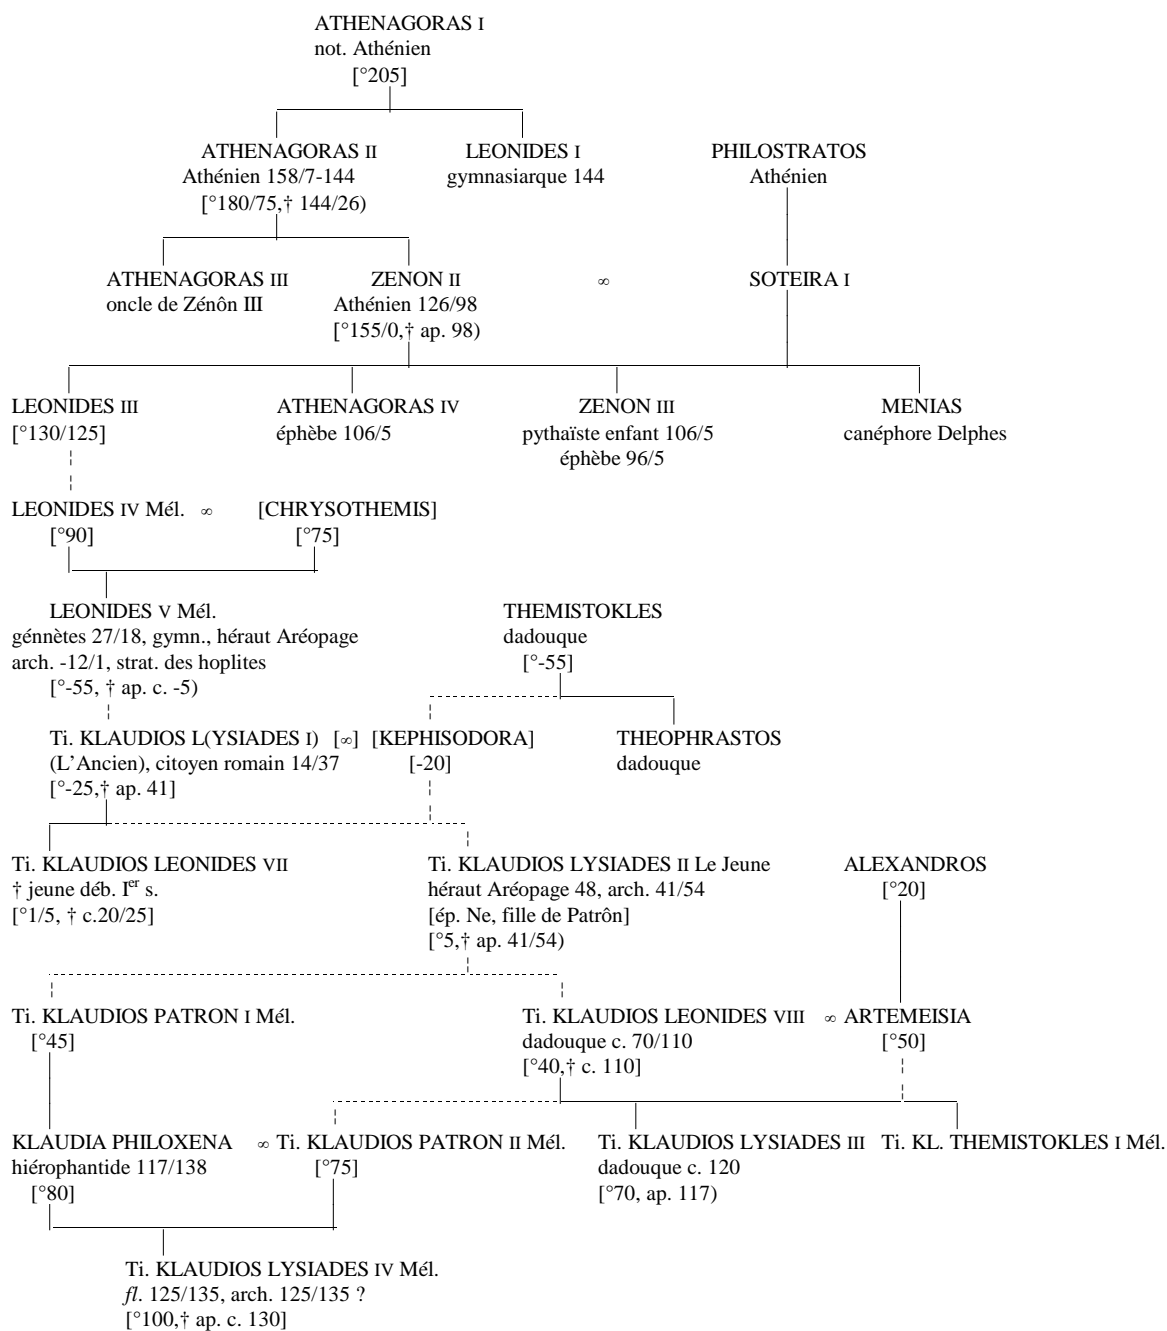 ATHENAGORAS I
not. Athénien
[°205]
ATHENAGORAS II LEONIDES I PHILOSTRATOS
Athénien 158/7-144 gymnasiarque 144 Athénien
[°180/75,† 144/26)
ATHENAGORAS III ZENON II ∞ SOTEIRA I
oncle de Zénôn III Athénien 126/98
[°155/0,† ap. 98)
LEONIDES III ATHENAGORAS IV ZENON III MENIAS
[°130/125] éphèbe 106/5 pythaïste enfant 106/5 canéphore Delphes
éphèbe 96/5
LEONIDES IV Mél. ∞ [CHRYSOTHEMIS]
[°90] [°75]
LEONIDES V Mél. THEMISTOKLES
génnètes 27/18, gymn., héraut Aréopage dadouque
arch. -12/1, strat. des hoplites [°-55]
[°-55, † ap. c. -5)
Ti. KLAUDIOS L(YSIADES I) [∞] [KEPHISODORA] THEOPHRASTOS
(L'Ancien), citoyen romain 14/37 [-20] dadouque
[°-25,† ap. 41]
Ti. KLAUDIOS LEONIDES VII Ti. KLAUDIOS LYSIADES II Le Jeune ALEXANDROS
† jeune déb. Ier s. héraut Aréopage 48, arch. 41/54 [°20]
[°1/5, † c.20/25] [ép. Ne, fille de Patrôn]
[°5,† ap. 41/54)
Ti. KLAUDIOS PATRON I Mél. Ti. KLAUDIOS LEONIDES VIII ∞ ARTEMEISIA
[°45] dadouque c. 70/110 [°50]
[°40,† c. 110]
KLAUDIA PHILOXENA ∞ Ti. KLAUDIOS PATRON II Mél. Ti. KLAUDIOS LYSIADES III Ti. KL. THEMISTOKLES I Mél.
hiérophantide 117/138 [°75] dadouque c. 120
[°80] [°70, ap. 117)
Ti. KLAUDIOS LYSIADES IV Mél.
fl. 125/135, arch. 125/135 ?
[°100,† ap. c. 130]